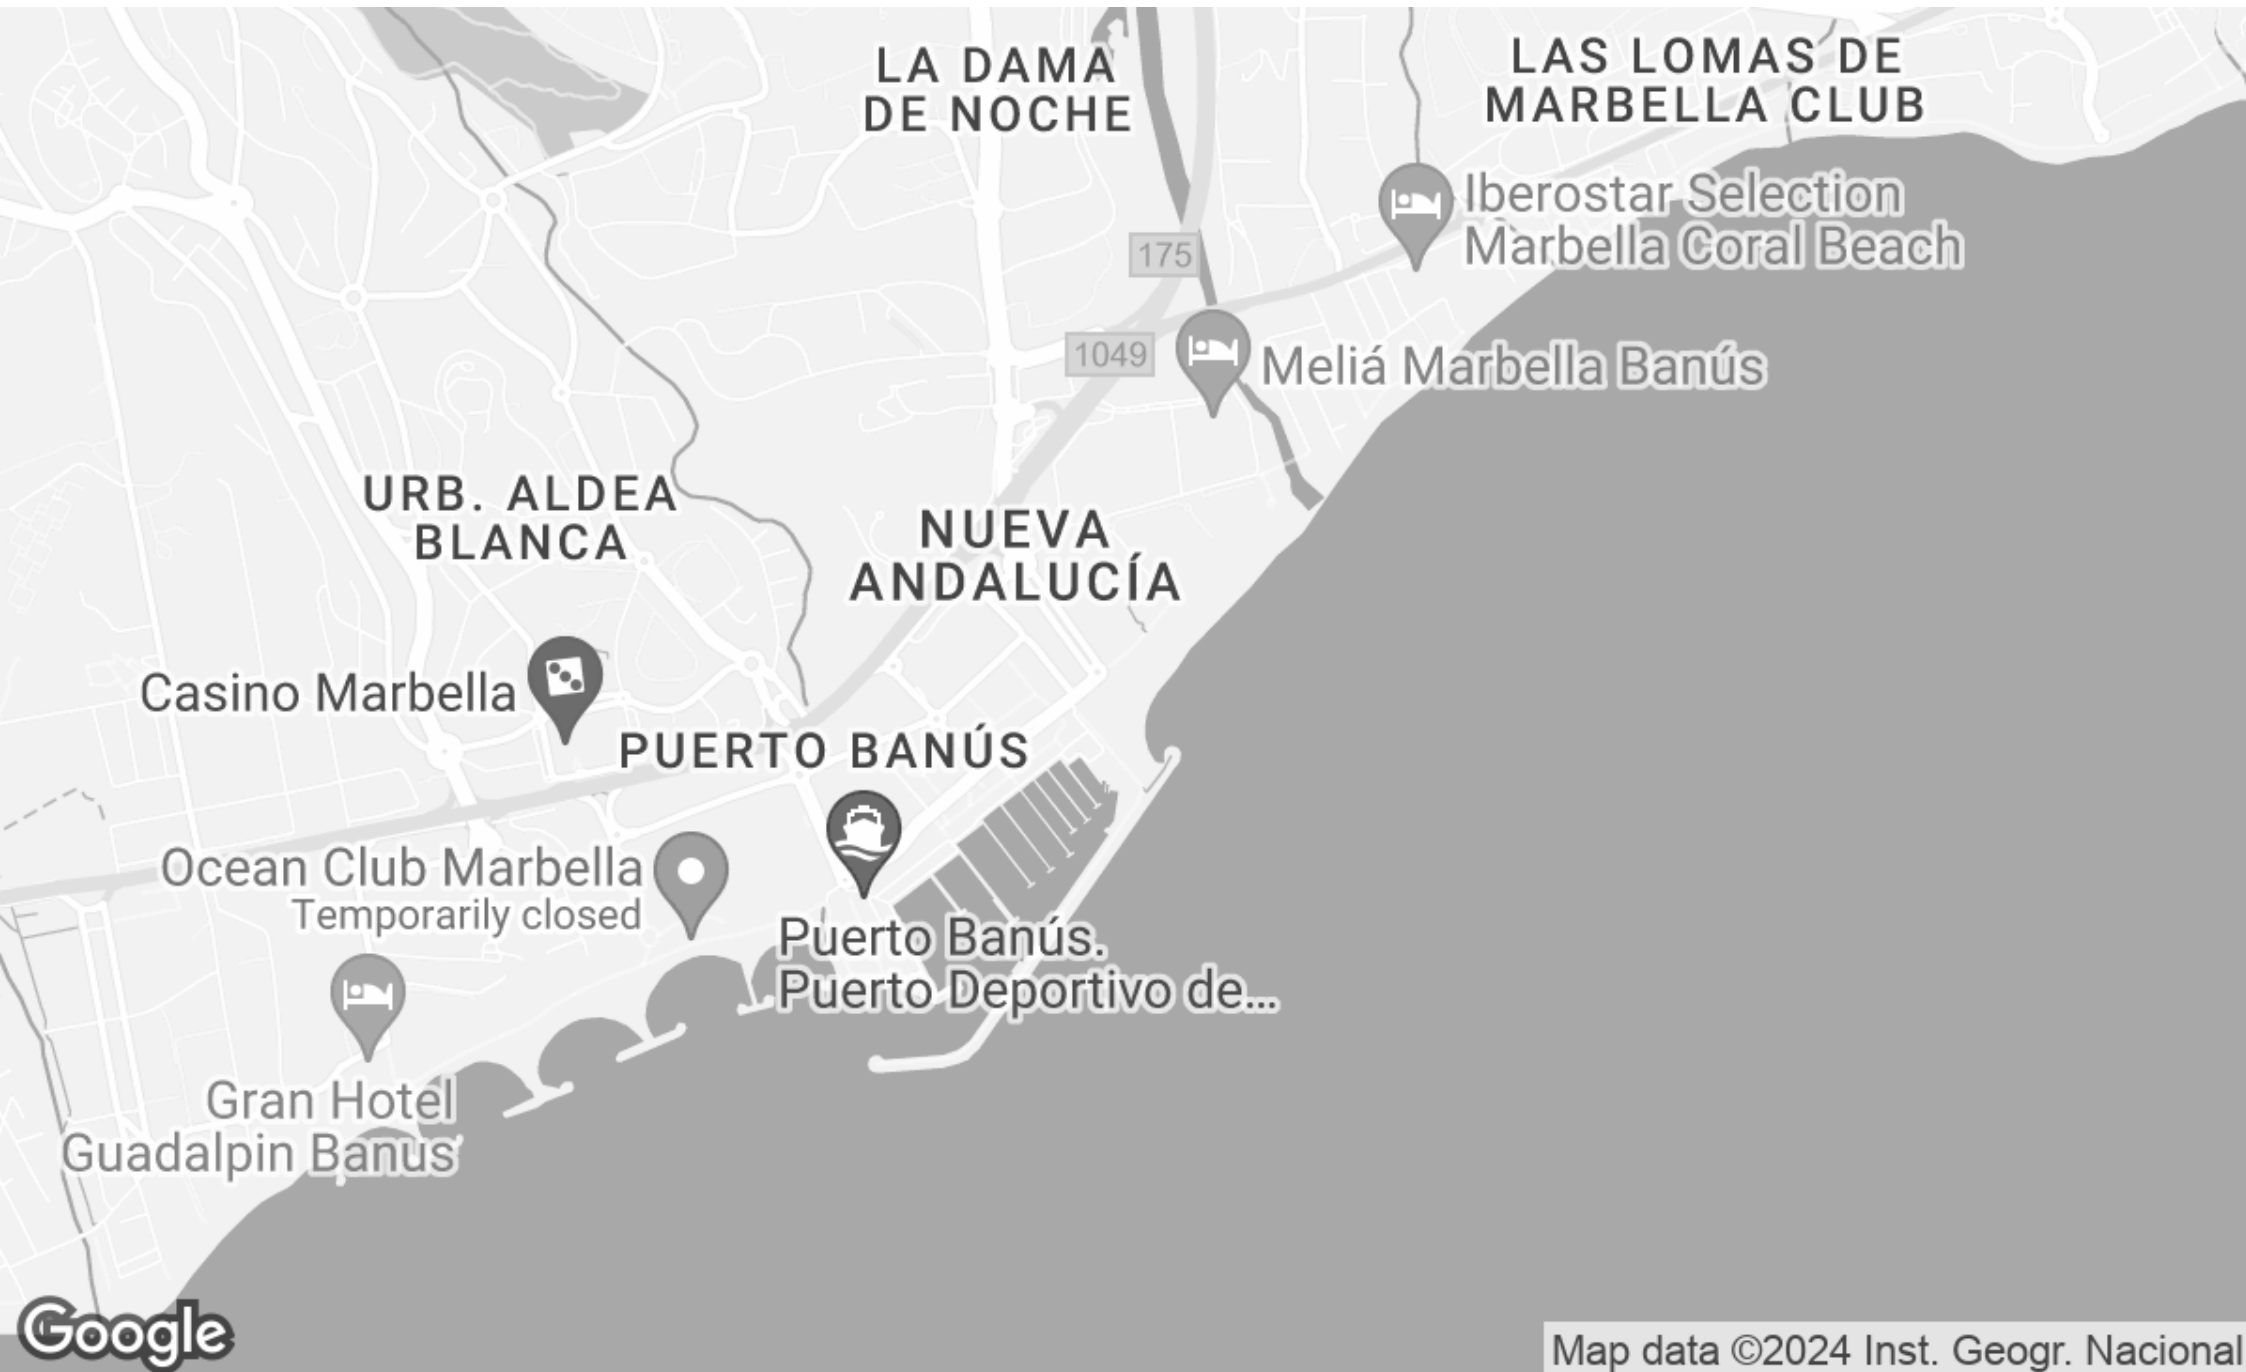 LA DAMA
DE NOCHE
LAS LOMAS DE
MARBELLA CLUB
Iberostar Selection
Marbella Coral Beach
175
1049
Meliá Marbella Banús
URB. ALDEA
BLANCA
NUEVA
ANDALUCÍA
Casino Marbella
PUERTO BANÚS
Ocean Club Marbella
Temporarily closed
Puerto Banús.
Puerto Deportivo de...
Gran Hotel
Guadalpin Banus
Google
Map data ©2024 Inst. Geogr. Nacional